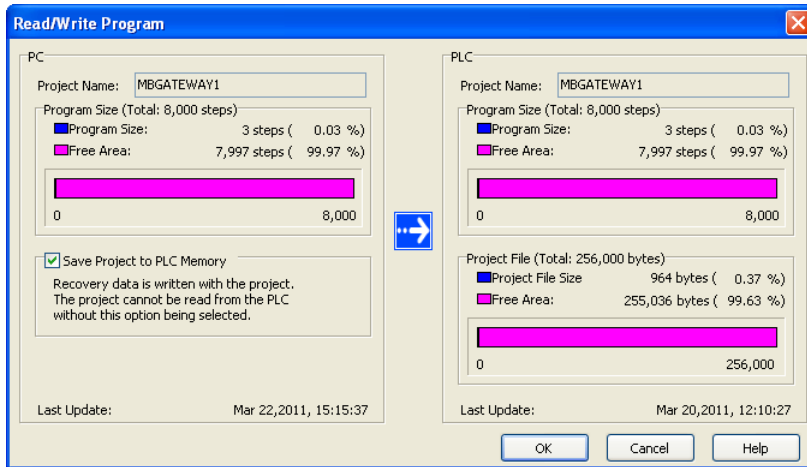 Read/Write Program
PC
Project Name: MBGATEWAY1
Program Size (Total: 8,000 steps)
Program Size: 3 steps ( 0.03 %)
Free Area: 7,997 steps ( 99.97 %)
0 8,000
Save Project to PLC Memory
Recovery data is written with the project.
The project cannot be read from the PLC
without this option being selected.
Last Update: Mar 22,2011, 15:15:37
PLC
Project Name: MBGATEWAY1
Program Size (Total: 8,000 steps)
Program Size: 3 steps ( 0.03 %)
Free Area: 7,997 steps ( 99.97 %)
0 8,000
Project File (Total: 256,000 bytes)
Project File Size 964 bytes ( 0.37 %)
Free Area: 255,036 bytes ( 99.63 %)
0 256,000
Last Update: Mar 20,2011, 12:10:27
OK Cancel Help